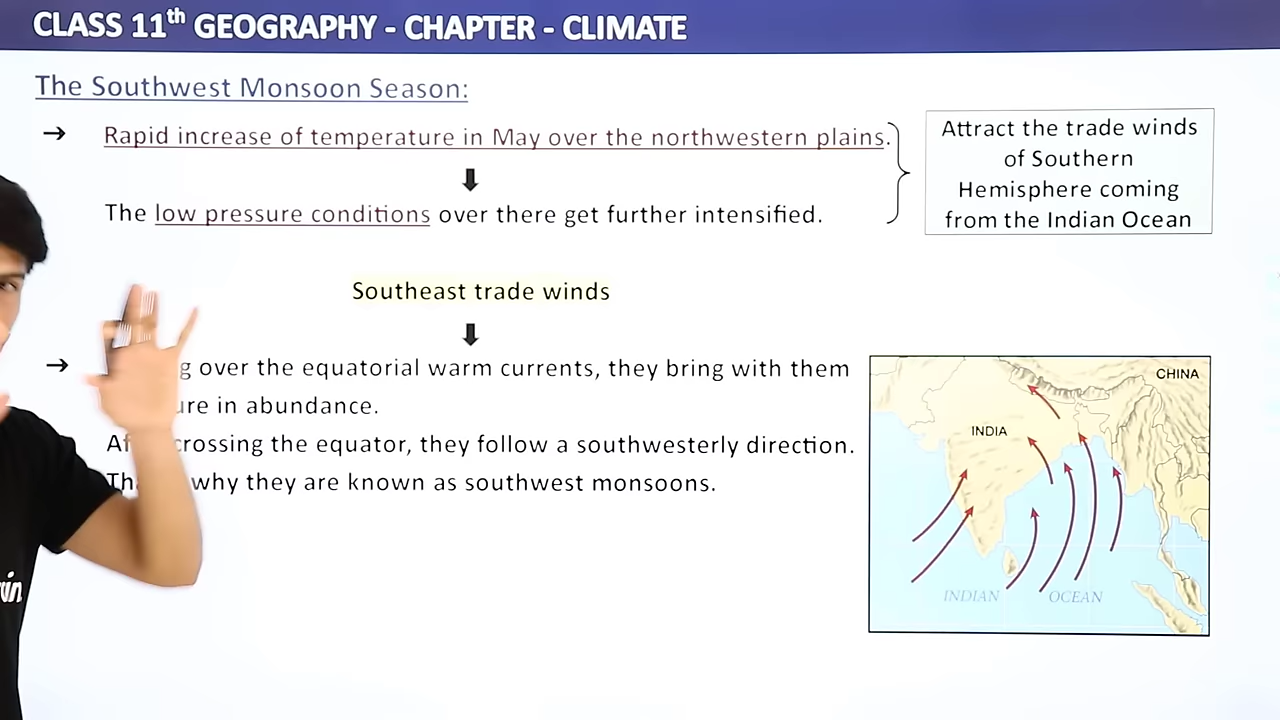 CLASS 11th GEOGRAPHY - CHAPTER - CLIMATE
The Southwest Monsoon Season:
➔ Rapid increase of temperature in May over the northwestern plains.
The low pressure conditions over there get further intensified.
Attract the trade winds
of Southern
Hemisphere coming
from the Indian Ocean
Southeast trade winds
➔ g over the equatorial warm currents, they bring with them
ure in abundance.
crossing the equator, they follow a southwesterly direction.
why they are known as southwest monsoons.
CHINA
INDIA
INDIAN OCEAN